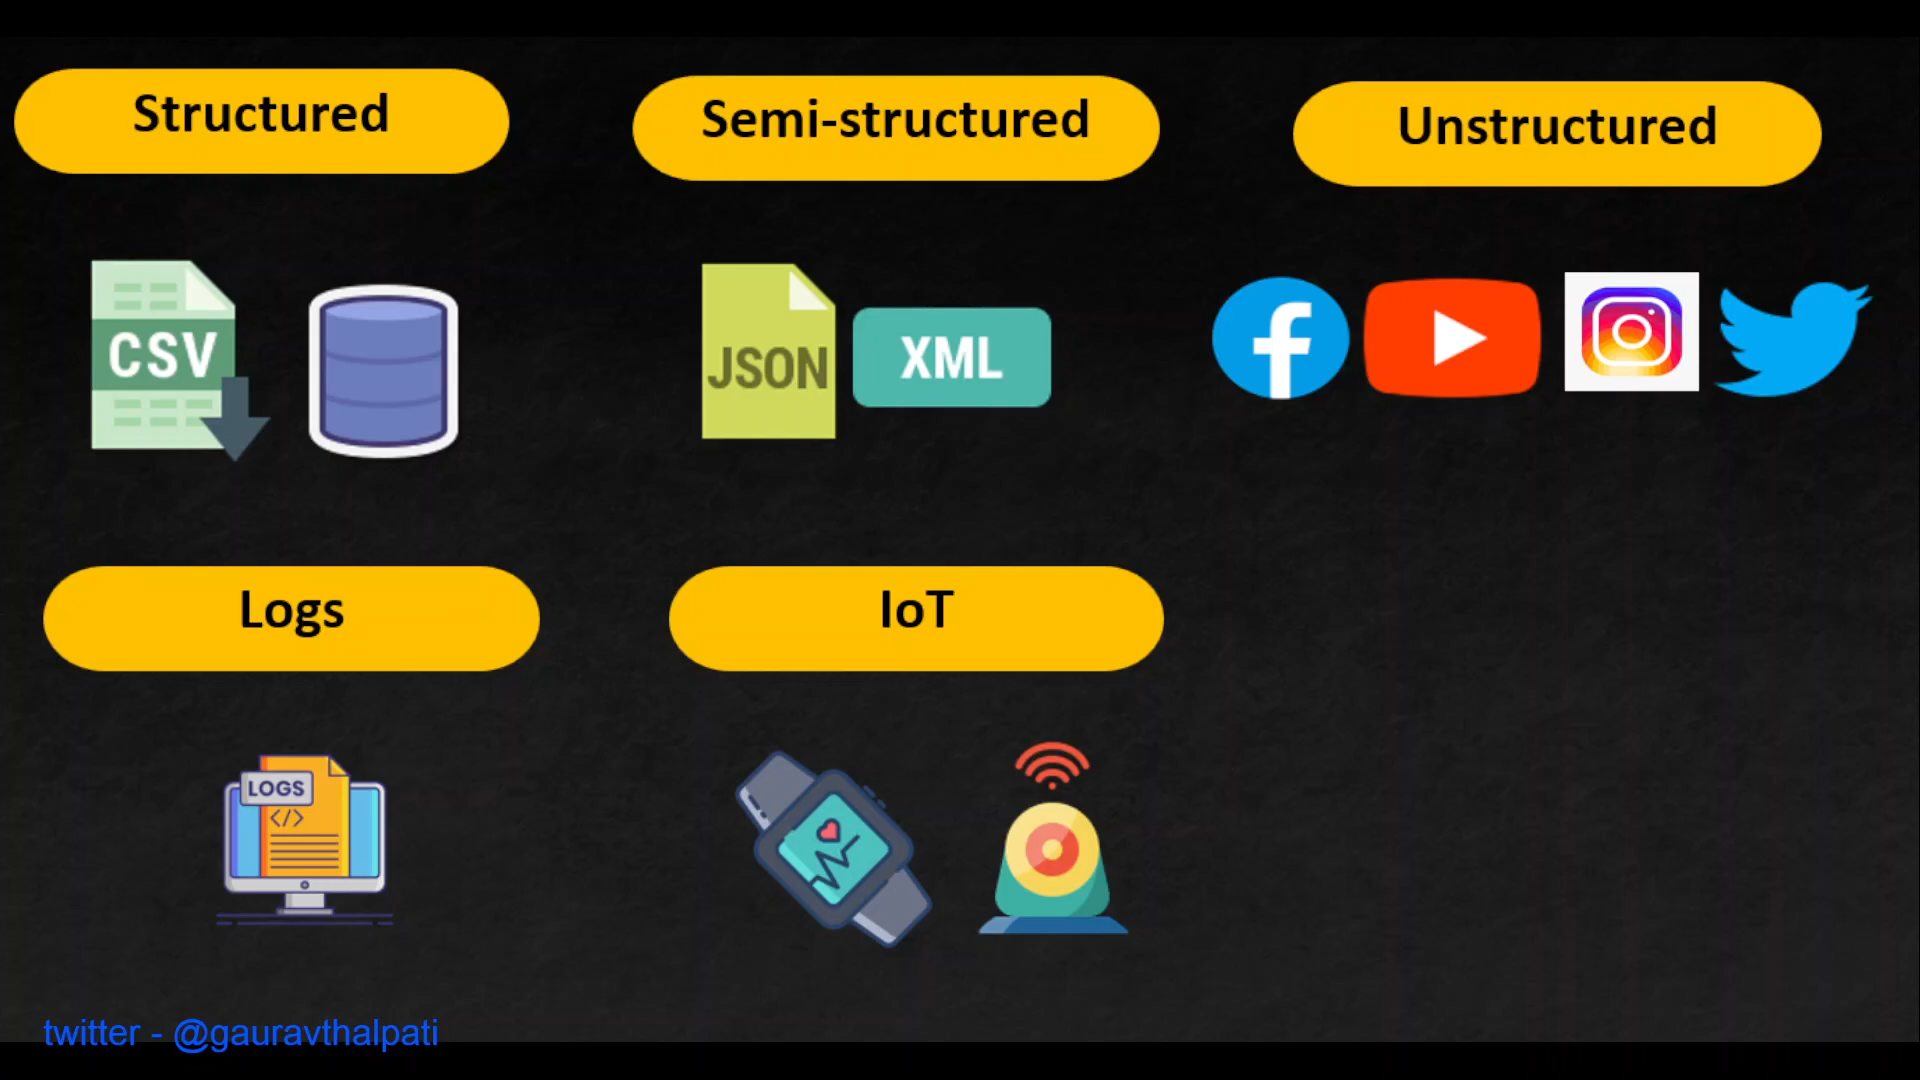 Structured
Semi-structured
Unstructured
CSV
JSON
XML
Logs
IoT
LOGS
</>
twitter - @gauravthalpati